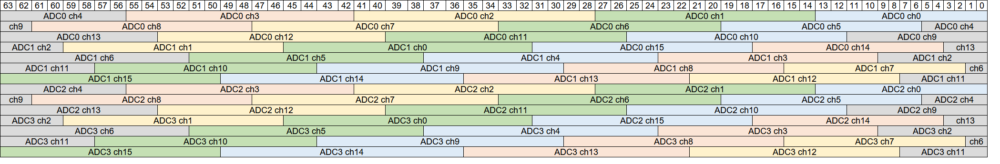 63 62 61 60 59 58 57 56 55 54 53 52 51 50 49 48 47 46 45 44 43 42 41 40 39 38 37 36 35 34 33 32 31 30 29 28 27 26 25 24 23 22 21 20 19 18 17 16 15 14 13 12 11 10 9 8 7 6 5 4 3 2 1 0
ADC0 ch4 ADC0 ch3 ADC0 ch2 ADC0 ch1 ADC0 ch0
ch9 ADC0 ch8 ADC0 ch7 ADC0 ch6 ADC0 ch5 ADC0 ch4
ADC0 ch13 ADC0 ch12 ADC0 ch11 ADC0 ch10 ADC0 ch9
ADC1 ch2 ADC1 ch1 ADC1 ch0 ADC0 ch15 ADC0 ch14 ch13
ADC1 ch6 ADC1 ch5 ADC1 ch4 ADC1 ch3 ADC1 ch2
ADC1 ch11 ADC1 ch10 ADC1 ch9 ADC1 ch8 ADC1 ch7 ch6
ADC1 ch15 ADC1 ch14 ADC1 ch13 ADC1 ch12 ADC1 ch11
ADC2 ch4 ADC2 ch3 ADC2 ch2 ADC2 ch1 ADC2 ch0
ch9 ADC2 ch8 ADC2 ch7 ADC2 ch6 ADC2 ch5 ADC2 ch4
ADC2 ch13 ADC2 ch12 ADC2 ch11 ADC2 ch10 ADC2 ch9
ADC3 ch2 ADC3 ch1 ADC3 ch0 ADC2 ch15 ADC2 ch14 ch13
ADC3 ch6 ADC3 ch5 ADC3 ch4 ADC3 ch3 ADC3 ch2
ADC3 ch11 ADC3 ch10 ADC3 ch9 ADC3 ch8 ADC3 ch7 ch6
ADC3 ch15 ADC3 ch14 ADC3 ch13 ADC3 ch12 ADC3 ch11